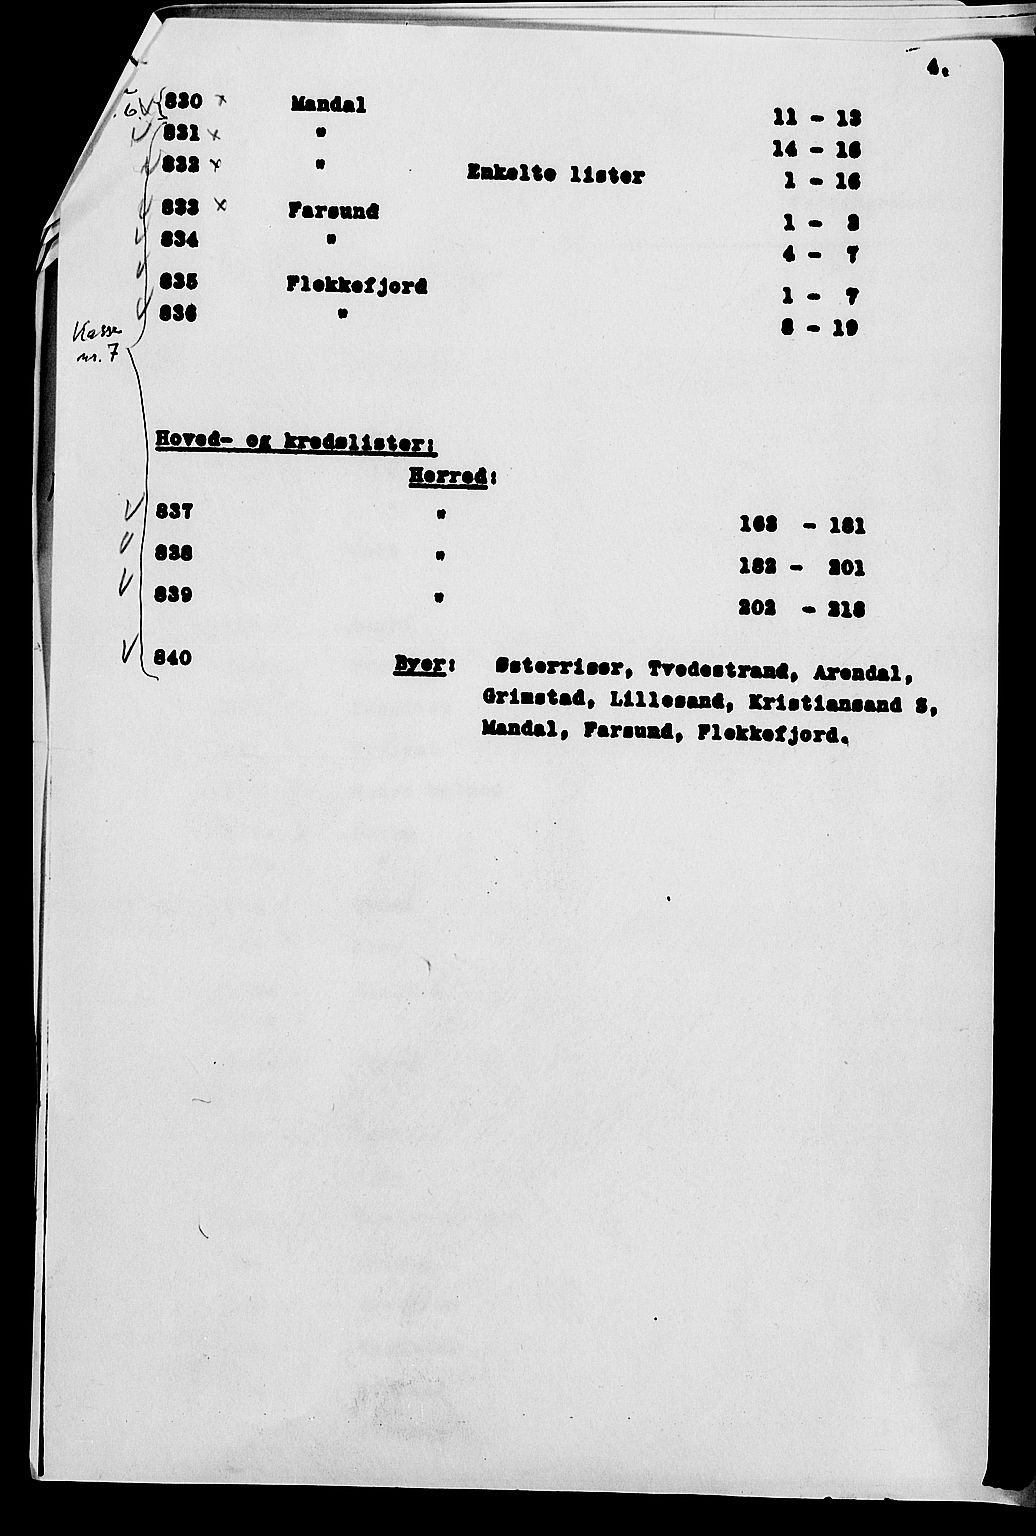 4.
830 x Mandal 11 - 13
831 x " 14 - 16
832 x " Enkelte lister 1 - 16
833 x Farsund 1 - 3
834 " 4 - 7
835 Flekkefjord 1 - 7
836 " 8 - 19
Kasse
nr. 7
Hoved- og kredslister:
Herred:
837 " 163 - 181
838 " 182 - 201
839 " 202 - 218
840 Byer: Østerrisør, Tvedestrand, Arendal,
Grimstad, Lillesand, Kristiansand S,
Mandal, Farsund, Flekkefjord.